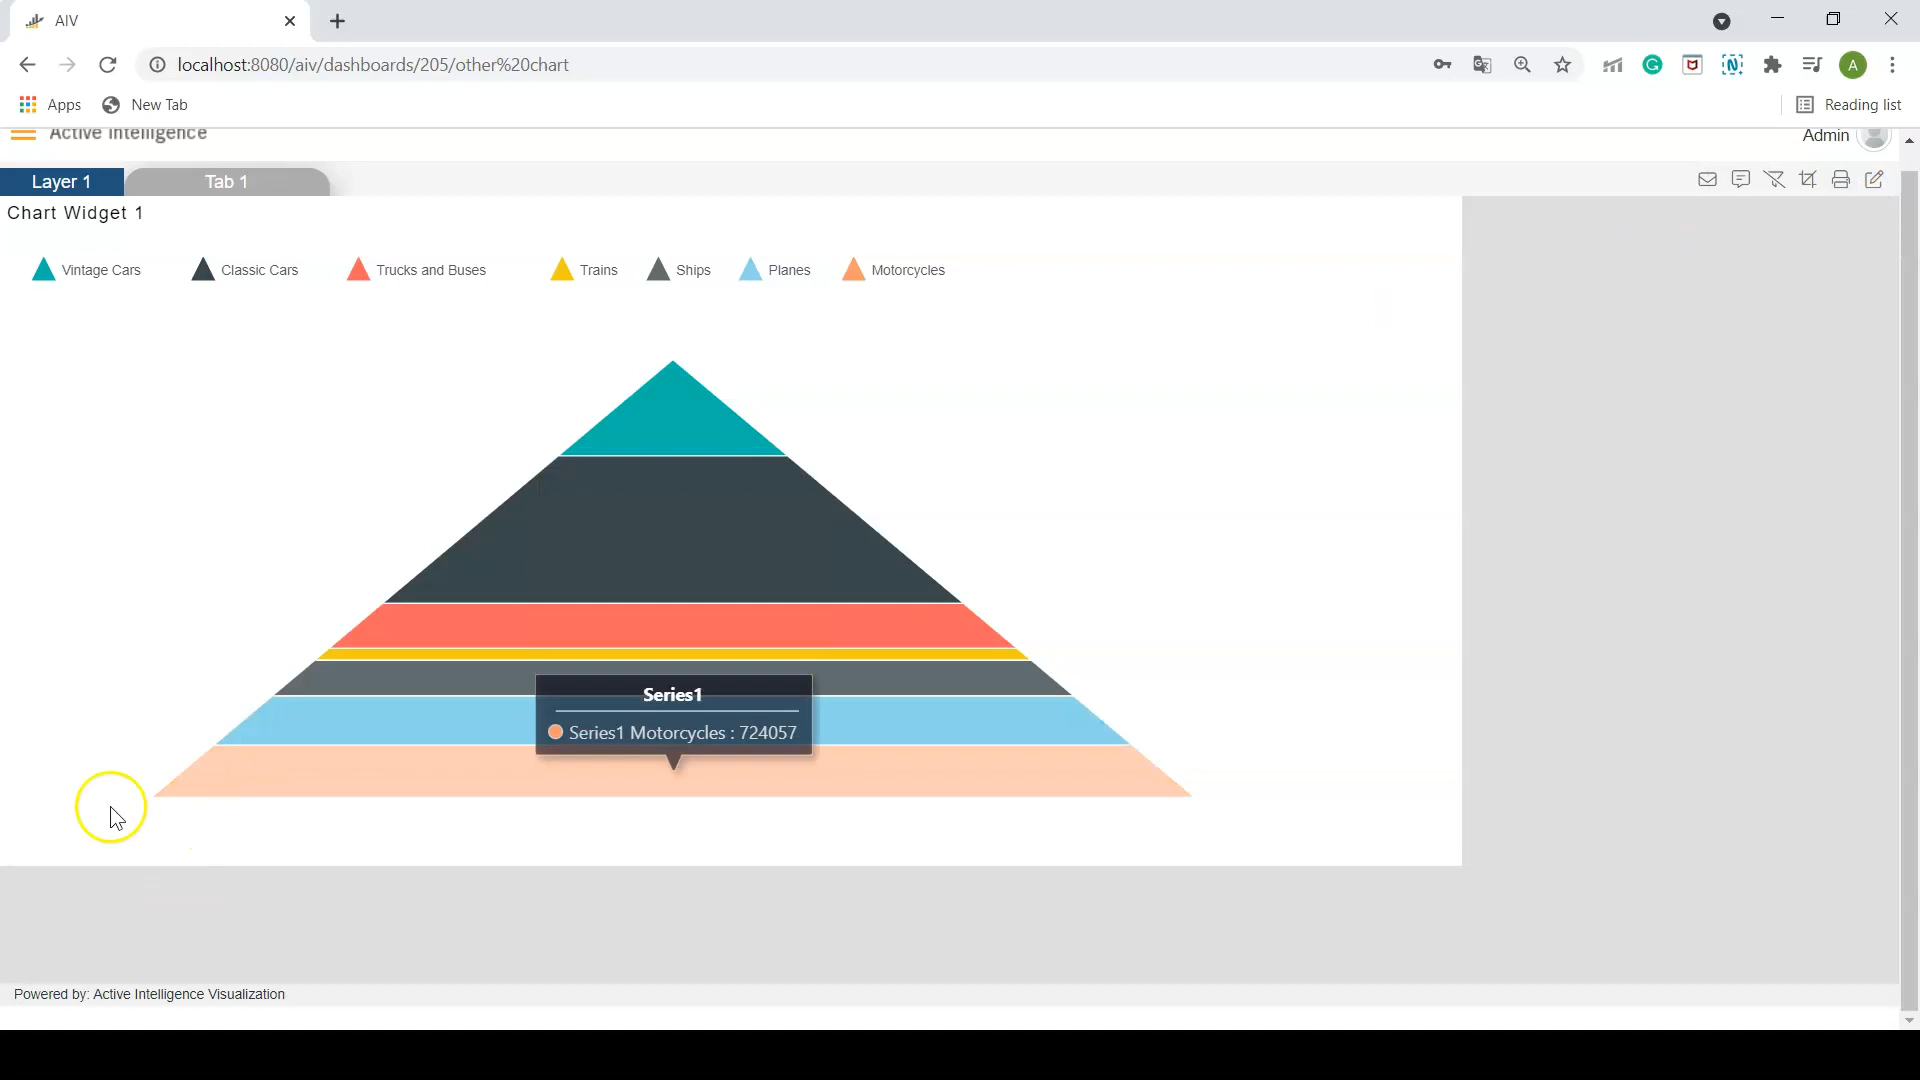 AIV
localhost:8080/aiv/dashboards/205/other%20chart
A
Apps
New Tab
Reading list
Active Intelligence
Admin
Layer 1
Tab 1
Chart Widget 1
Vintage Cars
Classic Cars
Trucks and Buses
Trains
Ships
Planes
Motorcycles
Series1
Series1 Motorcycles : 724057
Powered by: Active Intelligence Visualization